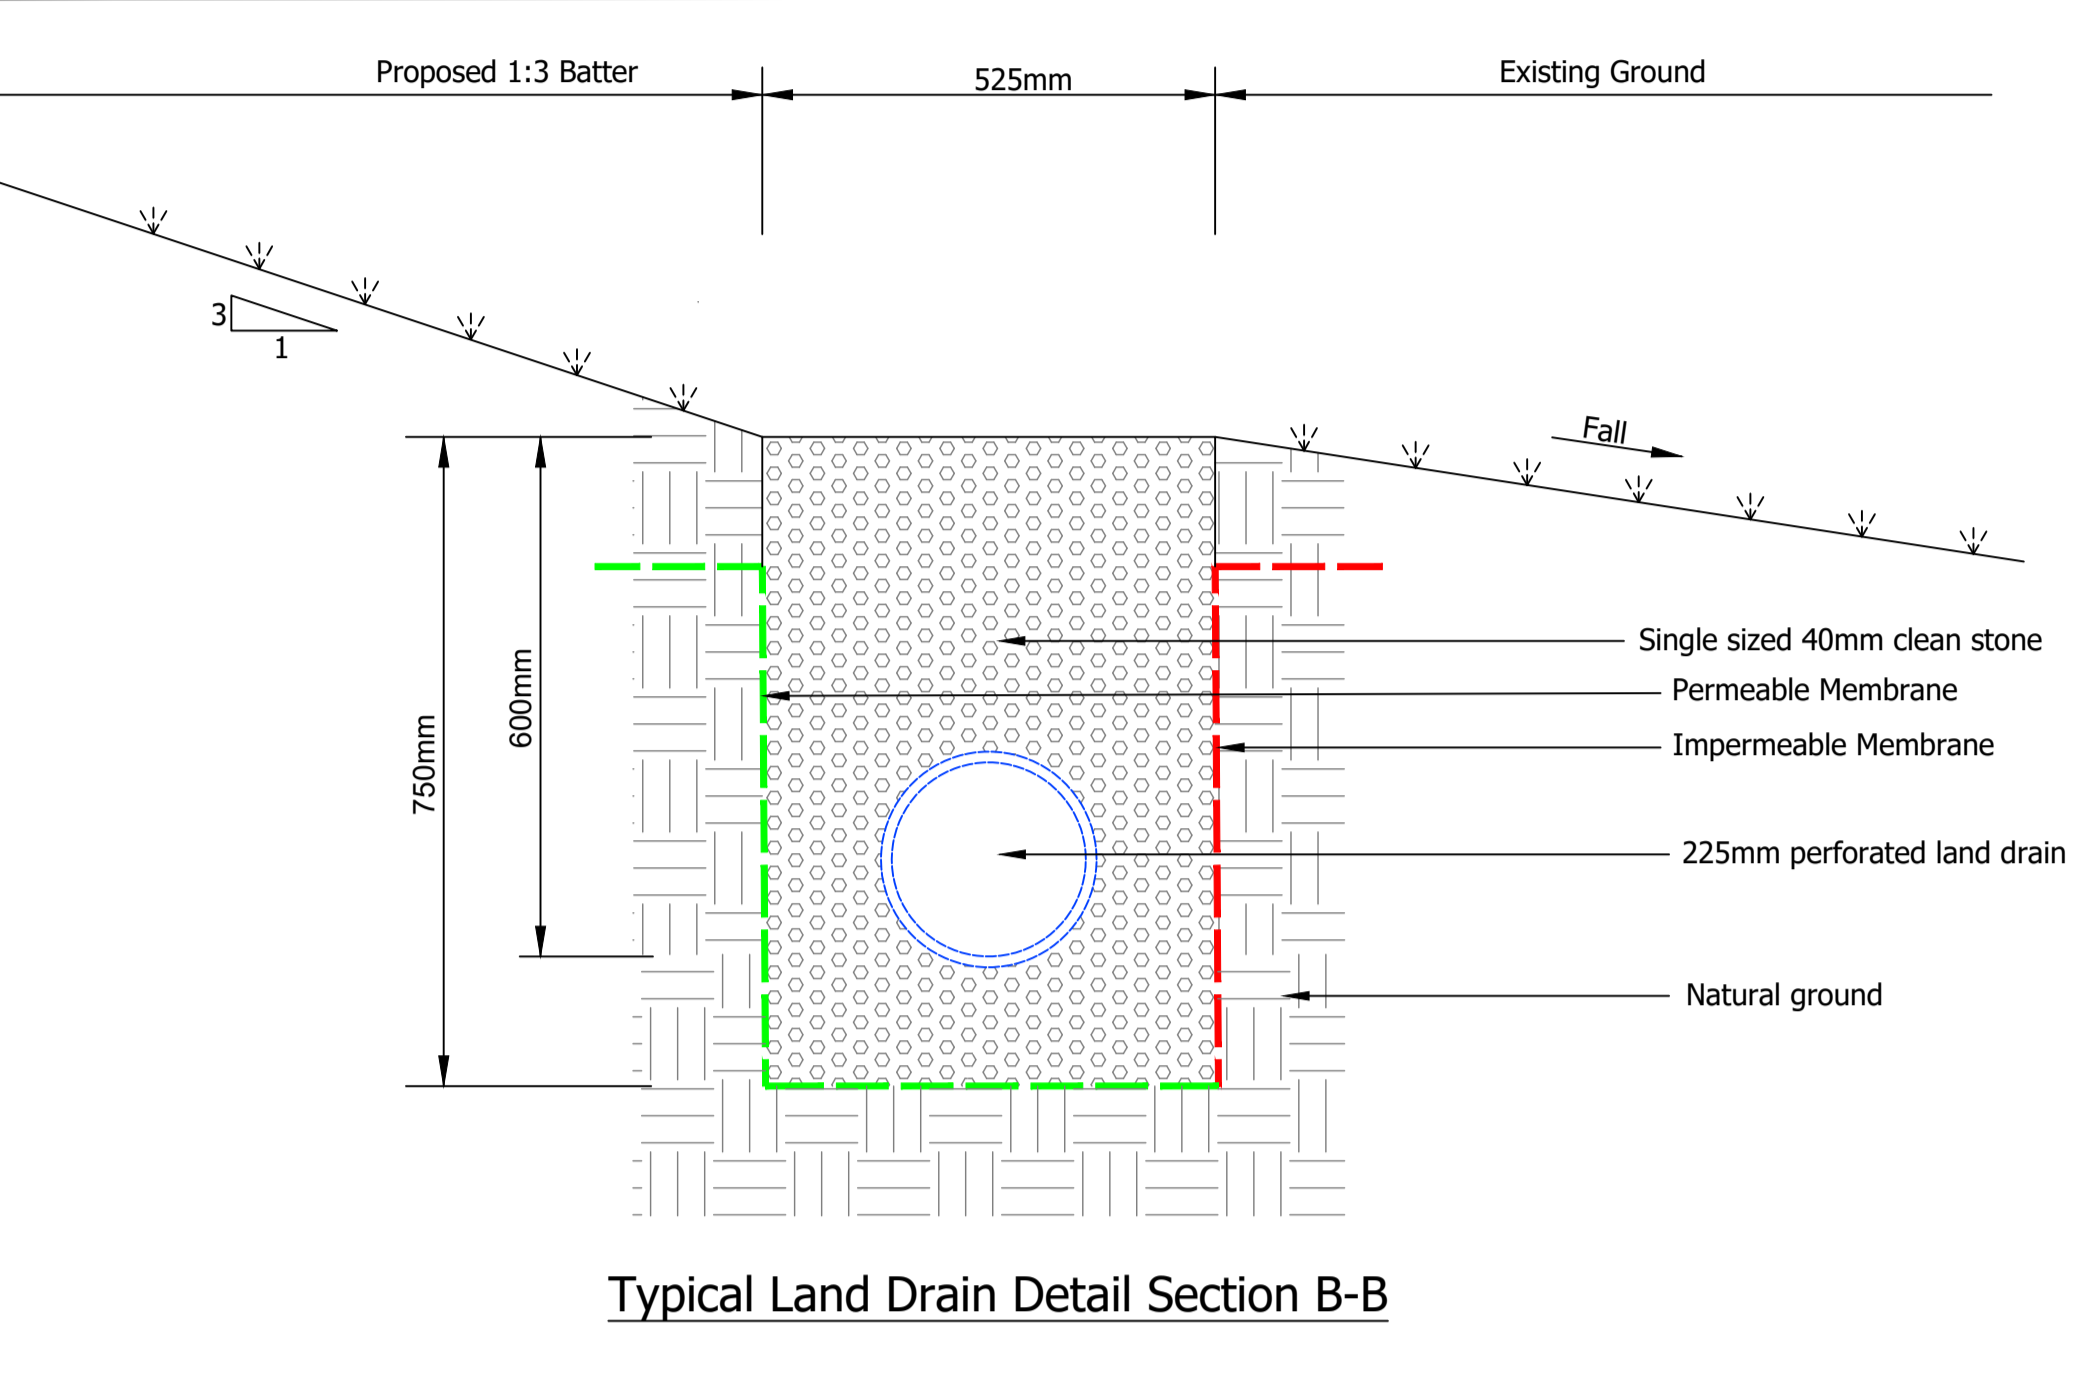 Proposed 1:3 Batter
525mm
Existing Ground
3
1
Fall
Single sized 40mm clean stone
Permeable Membrane
600mm
Impermeable Membrane
750mm
225mm perforated land drain
Natural ground
Typical Land Drain Detail Section B-B